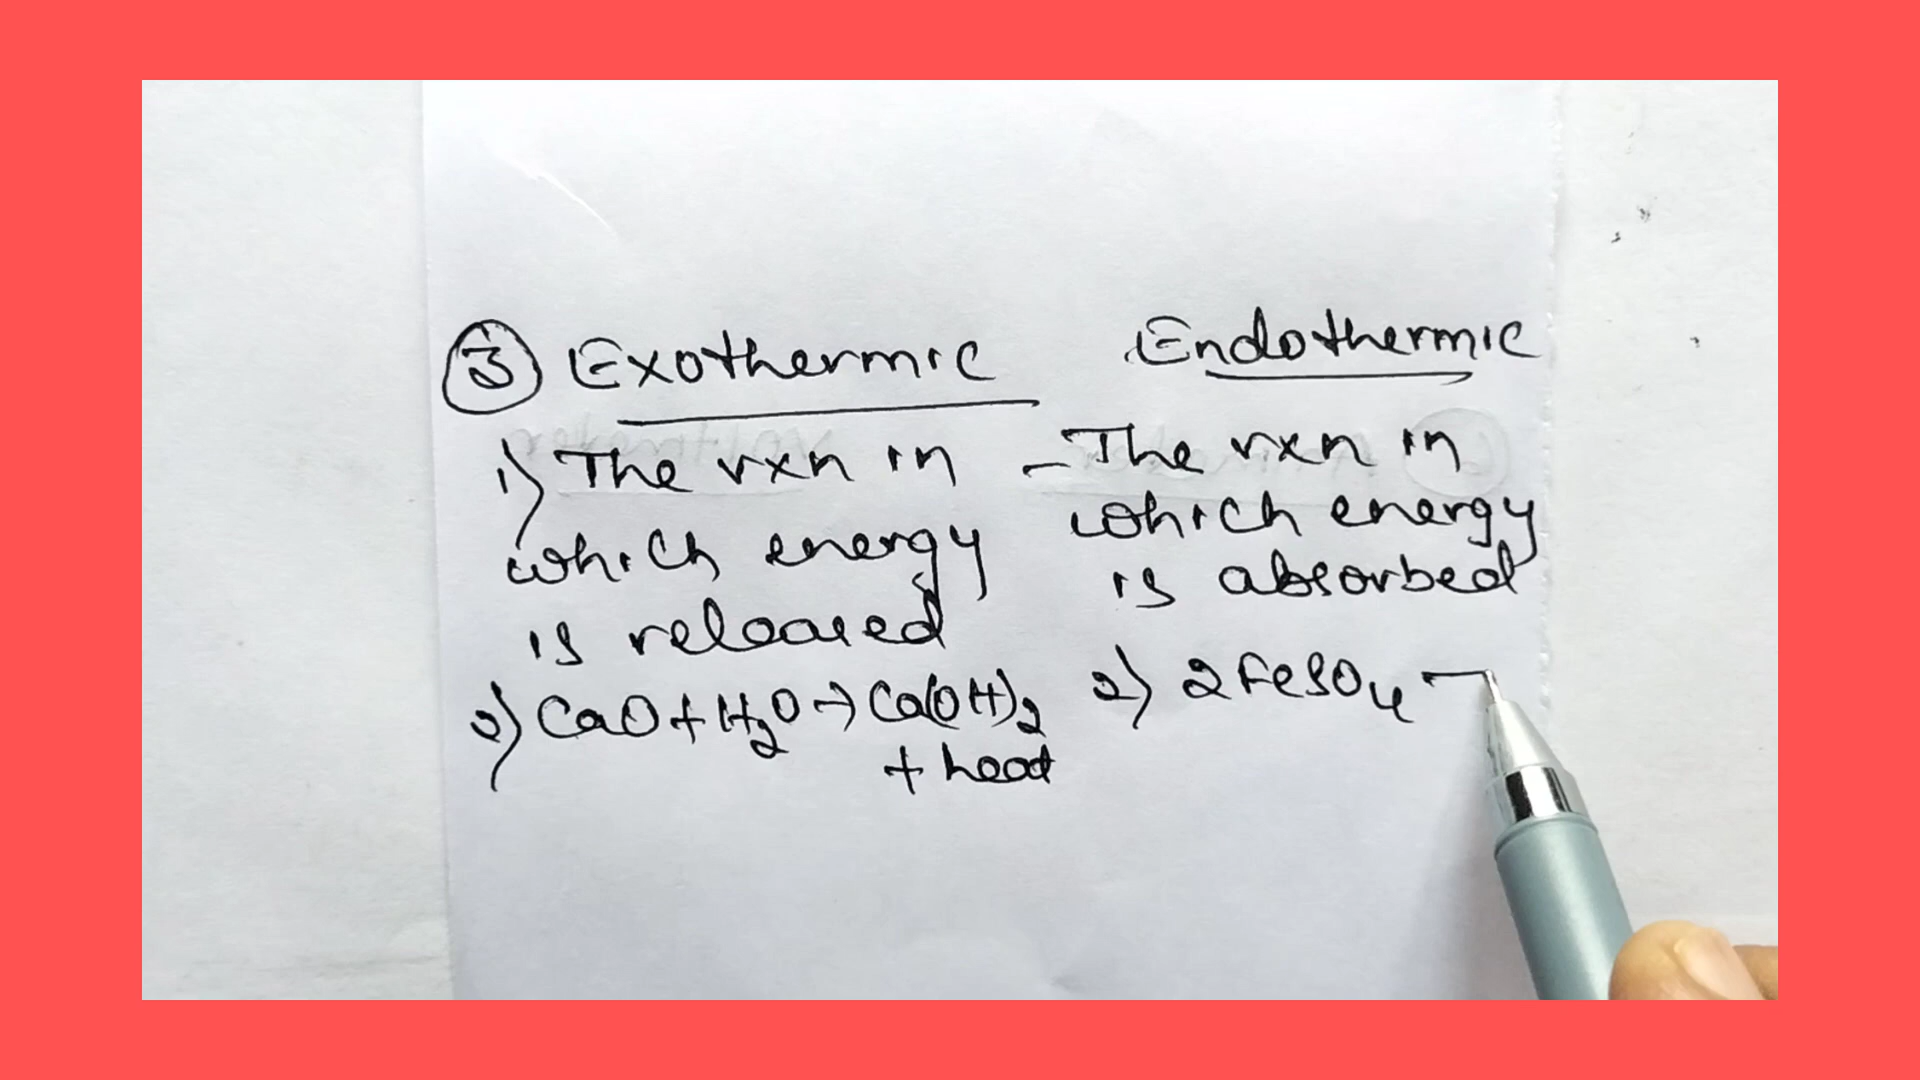 ③ Exothermic
1) The rxn in
which energy
is released
2) CaO + H₂O → Ca(OH)₂
+ heat
Endothermic
- The rxn in
which energy
is absorbed
2) 2FeSO₄ —